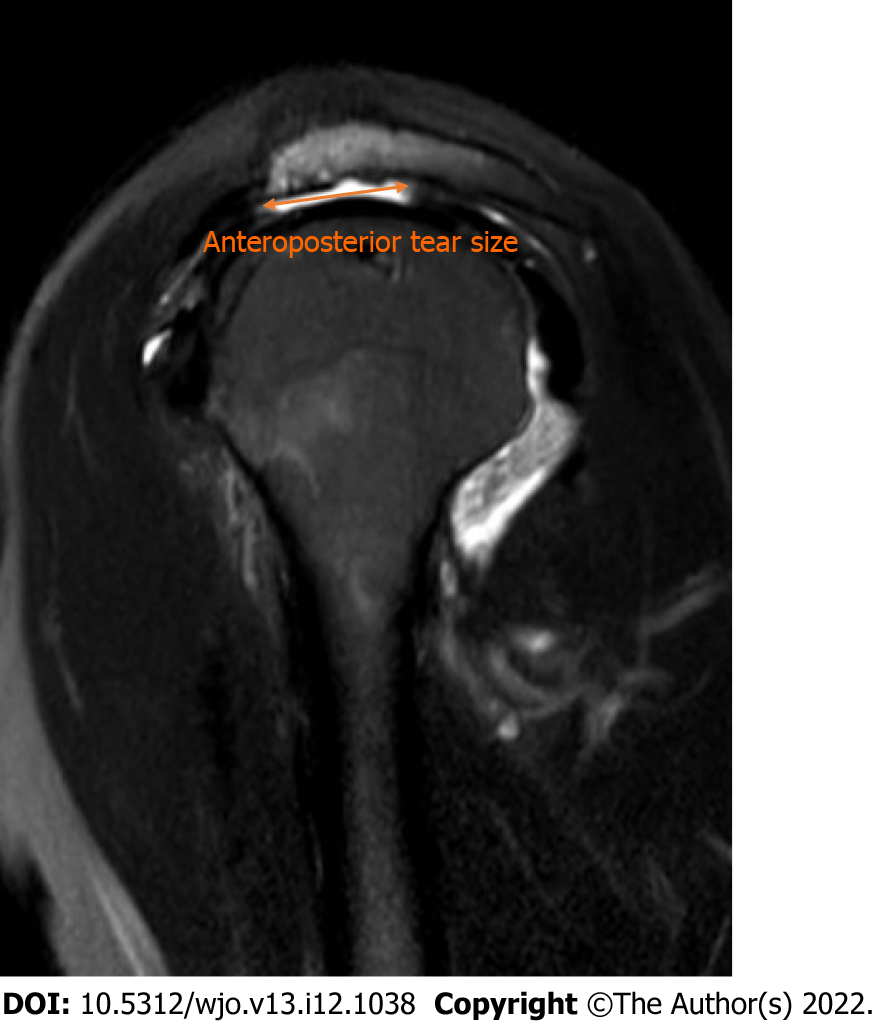 Anteroposterior tear size
DOI: 10.5312/wjo.v13.i12.1038 Copyright ©The Author(s) 2022.